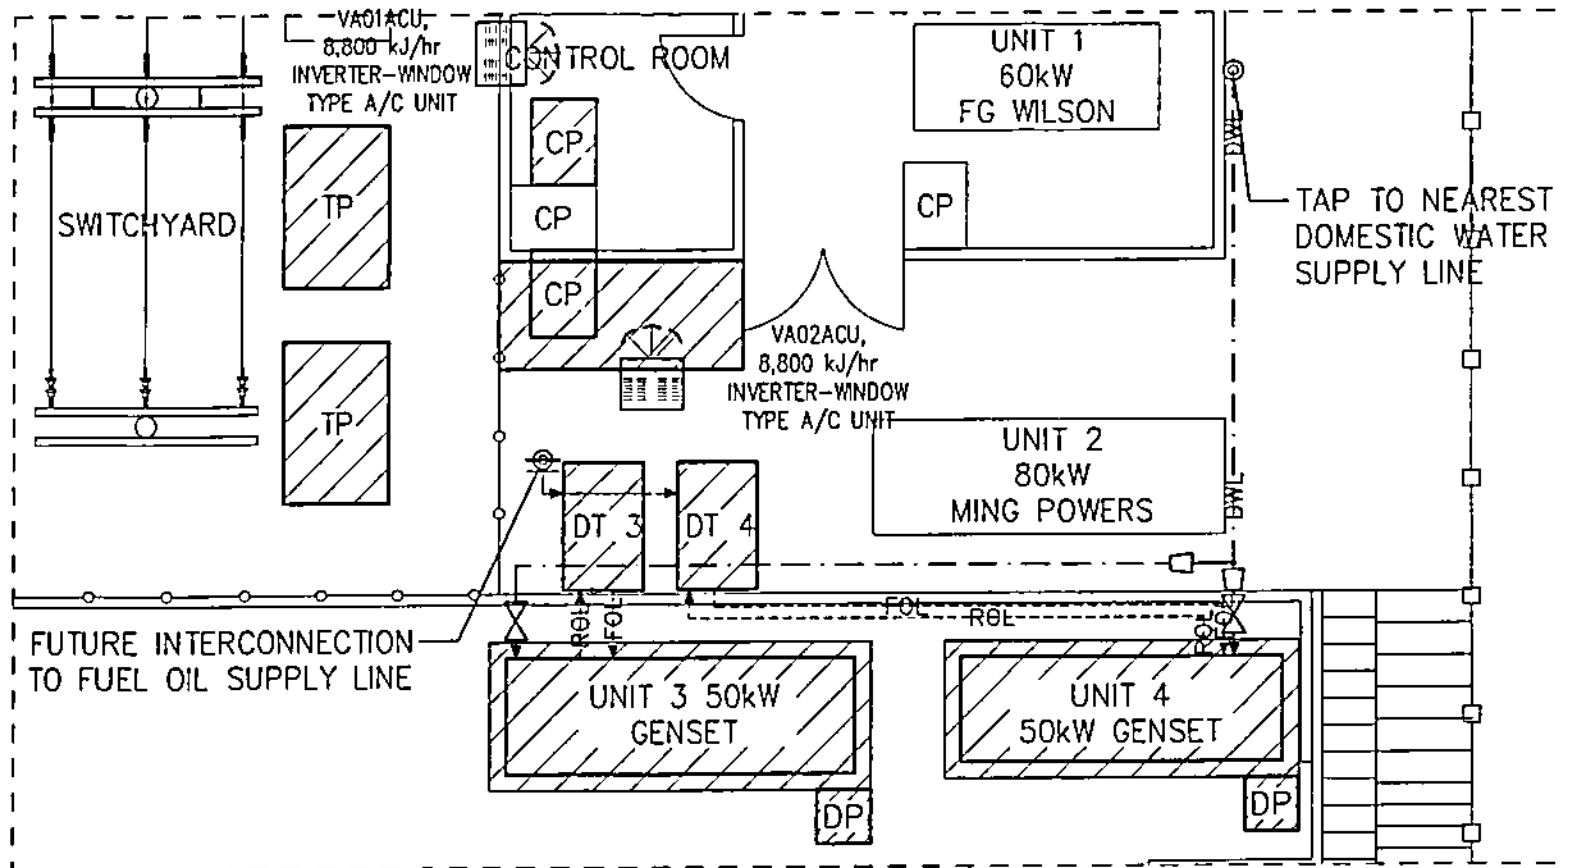 VA01ACU,
8,800 kJ/hr
INVERTER-WINDOW
TYPE A/C UNIT
CONTROL ROOM
UNIT 1
60kW
FG WILSON
CP
CP
CP
CP
DWL
TP
SWITCHYARD
TAP TO NEAREST
DOMESTIC WATER
SUPPLY LINE
VA02ACU,
8,800 kJ/hr
INVERTER-WINDOW
TYPE A/C UNIT
TP
UNIT 2
80kW
MING POWERS
DWL
DT 3
DT 4
FOL
ROL
ROL
FOL
ROL
FUTURE INTERCONNECTION
TO FUEL OIL SUPPLY LINE
UNIT 3 50kW
GENSET
UNIT 4
50kW GENSET
DP
DP